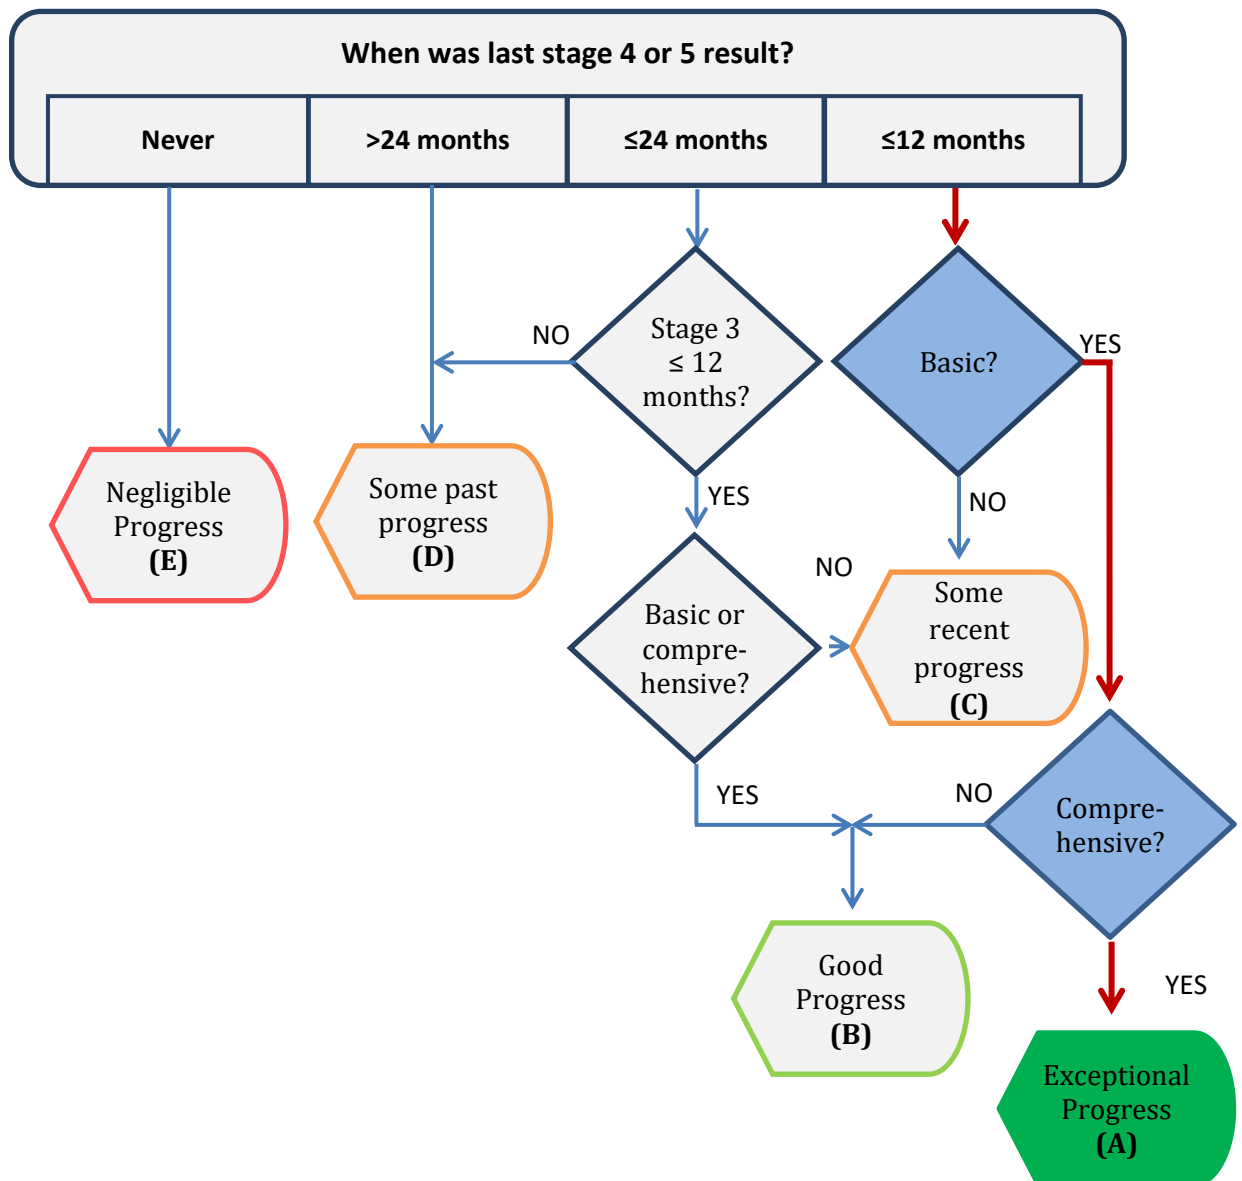 When was last stage 4 or 5 result?
Never
>24 months
≤24 months
≤12 months
NO
Stage 3
≤ 12
months?
Basic?
YES
YES
NO
Negligible
Progress
(E)
Some past
progress
(D)
NO
Basic or
compre-
hensive?
Some
recent
progress
(C)
YES
NO
Compre-
hensive?
Good
Progress
(B)
YES
Exceptional
Progress
(A)